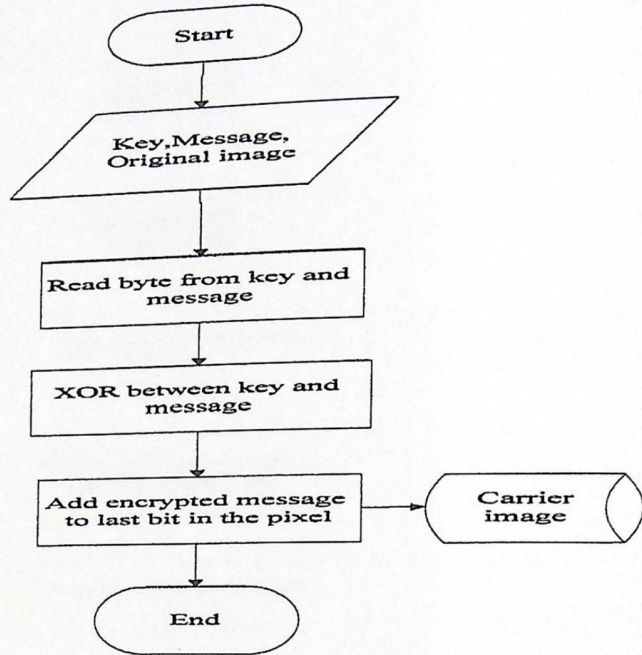 Start
Key,Message,
Original image
Read byte from key and
message
XOR between key and
message
Add encrypted message
to last bit in the pixel
Carrier
image
End